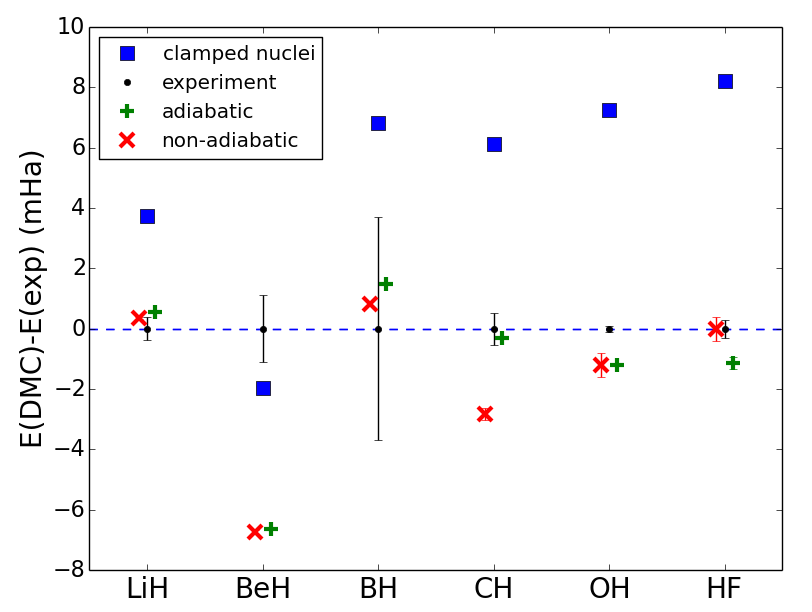 10
8
6
4
2
0
−2
−4
−6
−8
E(DMC)-E(exp) (mHa)
clamped nuclei
experiment
adiabatic
non-adiabatic
LiH BeH BH CH OH HF